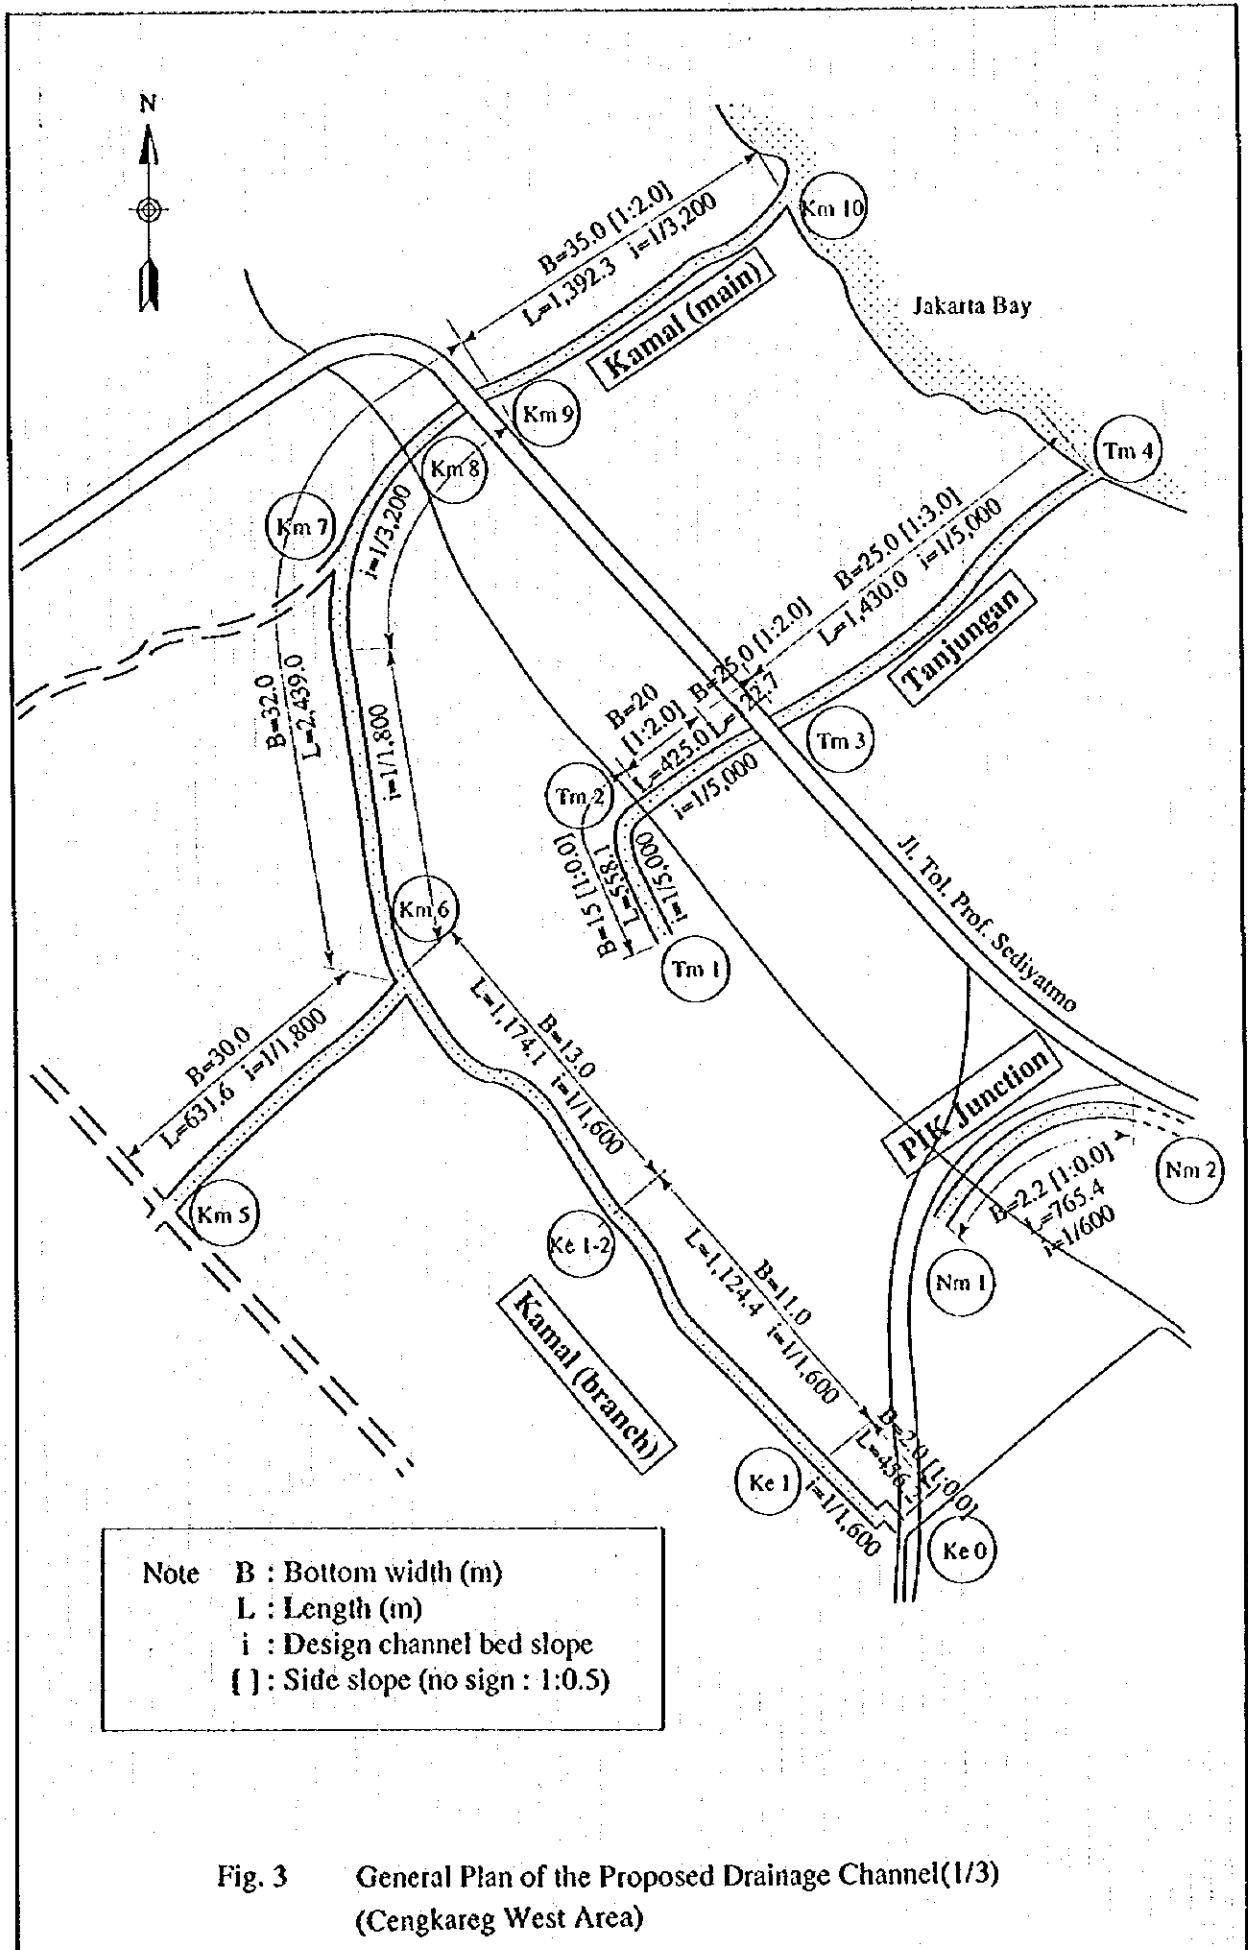 N
B=35.0 [1:2.0]
L=1,392.3 i=1/3,200
Km 10
Kamal (main)
Jakarta Bay
Km 9
Km 8
Km 7
i=1/3,200
Tm 4
B=25.0 [1:3.0]
L=1,430.0 i=1/5,000
Tanjungan
B=25.0 [1:2.0]
L=122.7
B=20
[1:2.0]
L=425.0
i=1/5,000
Tm 3
Tm 2
B=32.0
L=2,439.0
i=1/1,800
B=15 [1:0.0]
L=558.1
i=1/5,000
Tm 1
Jl. Tol. Prof. Sediyatmo
Km 6
B=30.0
L=631.6 i=1/1,800
Km 5
B=13.0
L=1,174.1 i=1/1,600
PIK Junction
Nm 2
B=2.2 [1:0.0]
L=765.4
i=1/600
Nm 1
Ke 1-2
B=11.0
L=1,124.4 i=1/1,600
Kamal (branch)
B=2.0 [1:0.0]
Ke 1
i=1/1,600
Ke 0
Note B : Bottom width (m)
L : Length (m)
i : Design channel bed slope
[ ] : Side slope (no sign : 1:0.5)
Fig. 3 General Plan of the Proposed Drainage Channel(1/3)
(Cengkareg West Area)